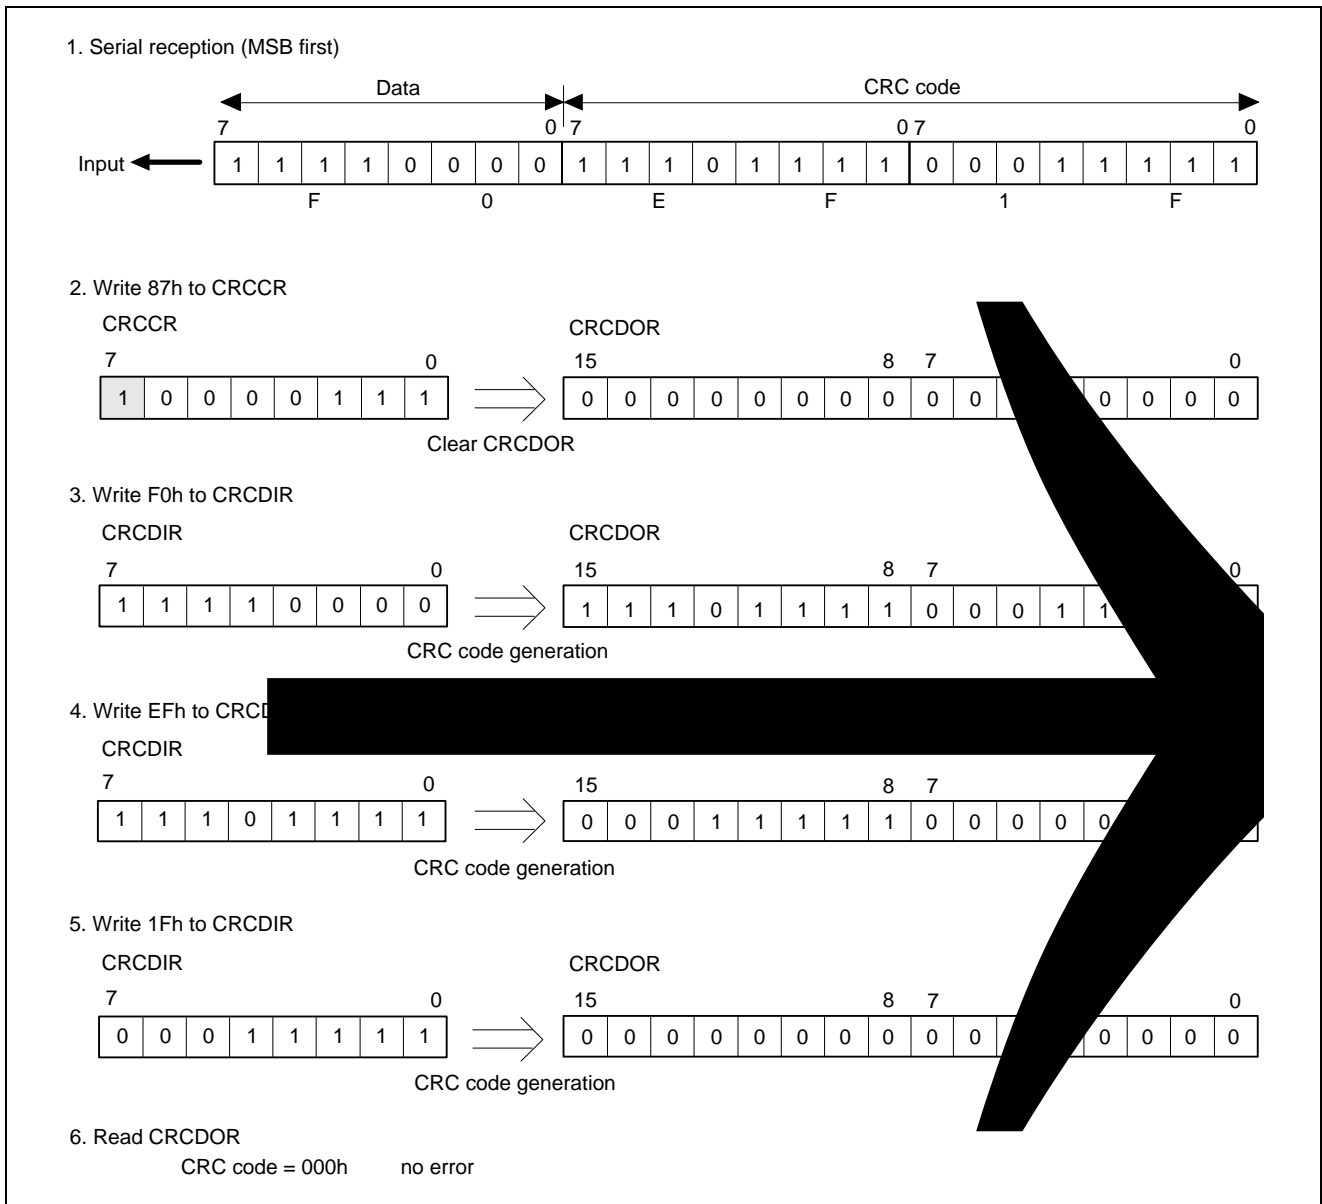 1. Serial reception (MSB first)
Data CRC code
7 0 7 0 7 0
Input 1 1 1 1 0 0 0 0 1 1 1 0 1 1 1 1 0 0 0 1 1 1 1 1
F 0 E F 1 F
2. Write 87h to CRCCR
CRCCR CRCDOR
7 0 15 8 7 0
1 0 0 0 0 1 1 1 0 0 0 0 0 0 0 0 0 0 0 0 0 0
Clear CRCDOR
3. Write F0h to CRCDIR
CRCDIR CRCDOR
7 0 15 8 7 0
1 1 1 1 0 0 0 0 1 1 1 0 1 1 1 1 0 0 0 1 1
CRC code generation
4. Write EFh to
CRCDIR
7 0 15 8 7
1 1 1 0 1 1 1 1 0 0 0 1 1 1 1 1 0 0 0 0 0
CRC code generation
5. Write 1Fh to CRCDIR
CRCDIR CRCDOR
7 0 15 8 7 0
0 0 0 1 1 1 1 1 0 0 0 0 0 0 0 0 0 0 0 0 0 0
CRC code generation
6. Read CRCDOR
CRC code = 000h no error